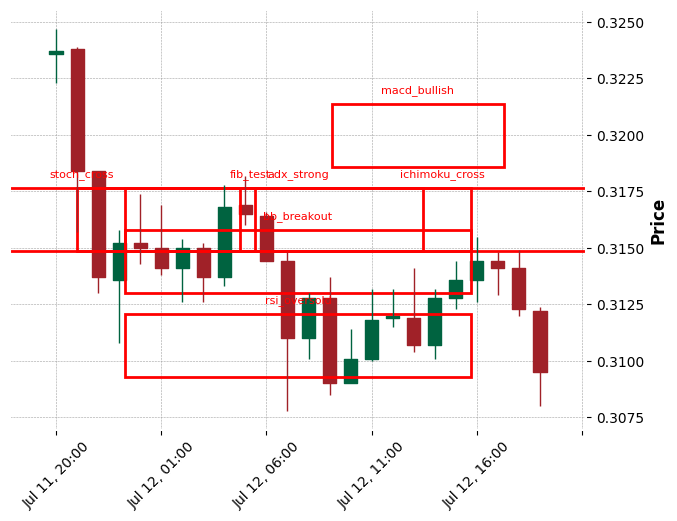 0.3250
0.3225
macd_bullish
0.3200
stoch_cross fib_test adx_strong ichimoku_cross
0.3175
bb_breakout
0.3150
Price
0.3125
0.3100
0.3075
Jul 11, 20:00
Jul 12, 01:00
Jul 12, 06:00
Jul 12, 11:00
Jul 12, 16:00